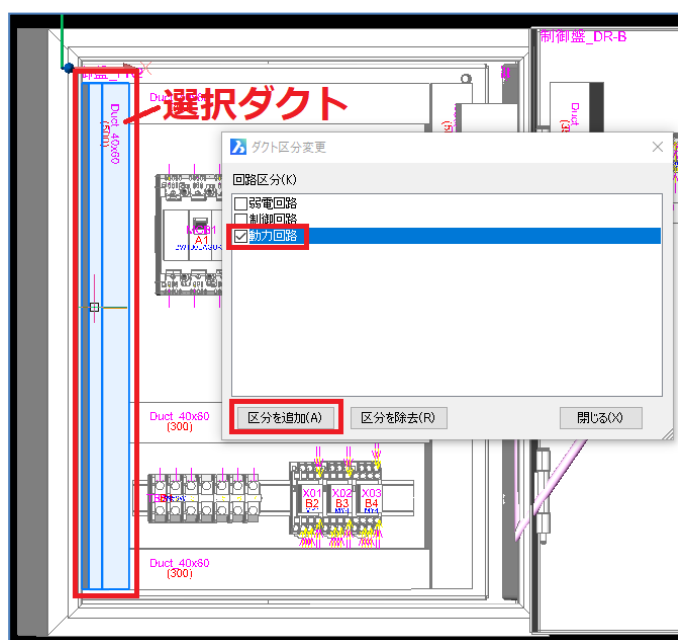 制御盤_DR-B
選択ダクト
Duct_40x60
(500)
ダクト区分変更
回路区分(K)
弱電回路
制御回路
動力回路
MCB1
A1
区分を追加(A)
区分を除去(R)
閉じる(X)
Duct_40x60
(300)
X01
X02
X03
B2
B3
B4
Duct_40x60
(300)